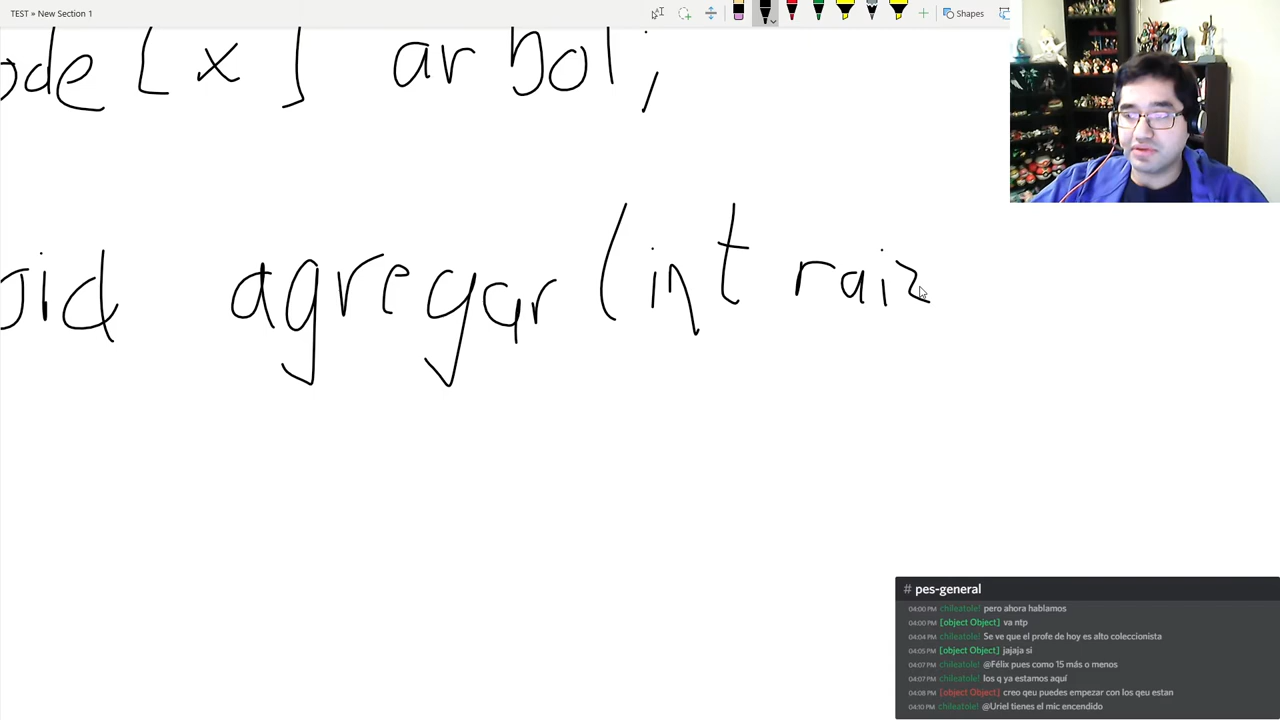 TEST » New Section 1
Shapes
ode [ x ] arbol;
oid agregar (int raiz
# pes-general
04:00 PM chileatole! pero ahora hablamos
04:00 PM [object Object] va ntp
04:04 PM chileatole! Se ve que el profe de hoy es alto coleccionista
04:05 PM [object Object] jajaja si
04:07 PM chileatole! @Félix pues como 15 más o menos
04:07 PM chileatole! los q ya estamos aquí
04:08 PM [object Object] creo qeu puedes empezar con los qeu estan
04:10 PM chileatole! @Uriel tienes el mic encendido